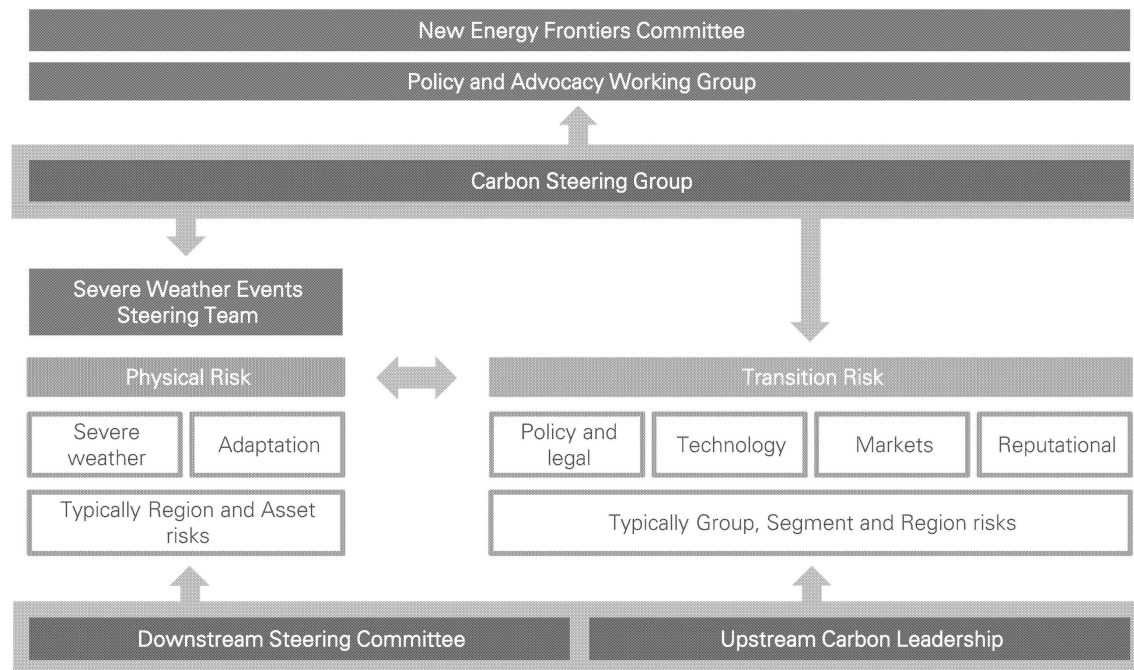 New Energy Frontiers Committee
Policy and Advocacy Working Group
Carbon Steering Group
Severe Weather Events
Steering Team
Physical Risk
Transition Risk
Severe
weather
Adaptation
Policy and
legal
Technology
Markets
Reputational
Typically Region and Asset
risks
Typically Group, Segment and Region risks
Downstream Steering Committee
Upstream Carbon Leadership